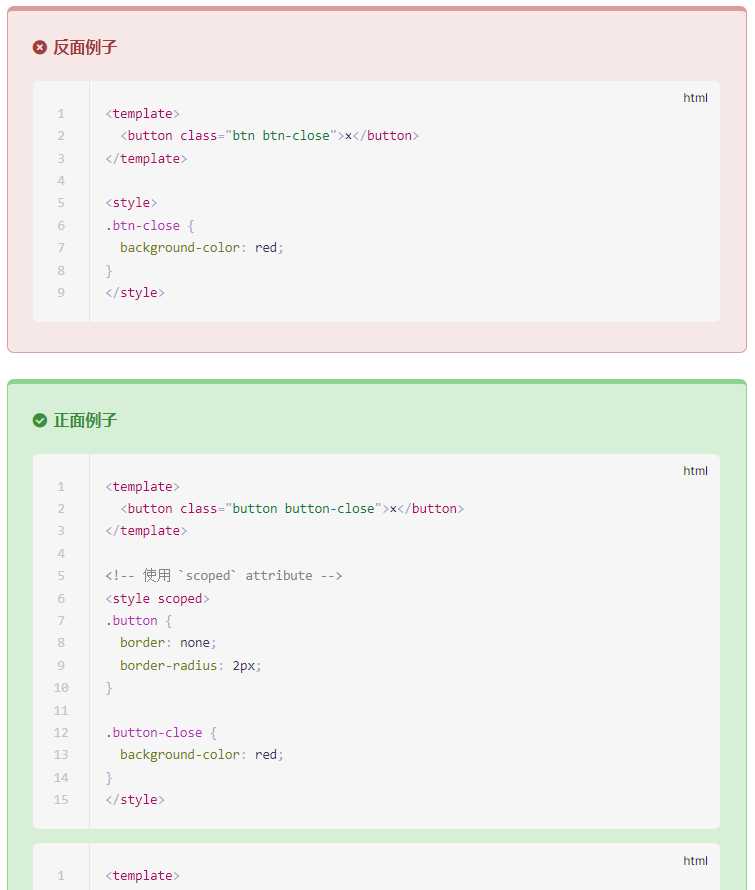 反面例子
html
1 <template>
2   <button class="btn btn-close">×</button>
3 </template>
4
5 <style>
6 .btn-close {
7   background-color: red;
8 }
9 </style>
正面例子
html
1 <template>
2   <button class="button button-close">×</button>
3 </template>
4
5 <!-- 使用 `scoped` attribute -->
6 <style scoped>
7 .button {
8   border: none;
9   border-radius: 2px;
10 }
11
12 .button-close {
13   background-color: red;
14 }
15 </style>
html
1 <template>